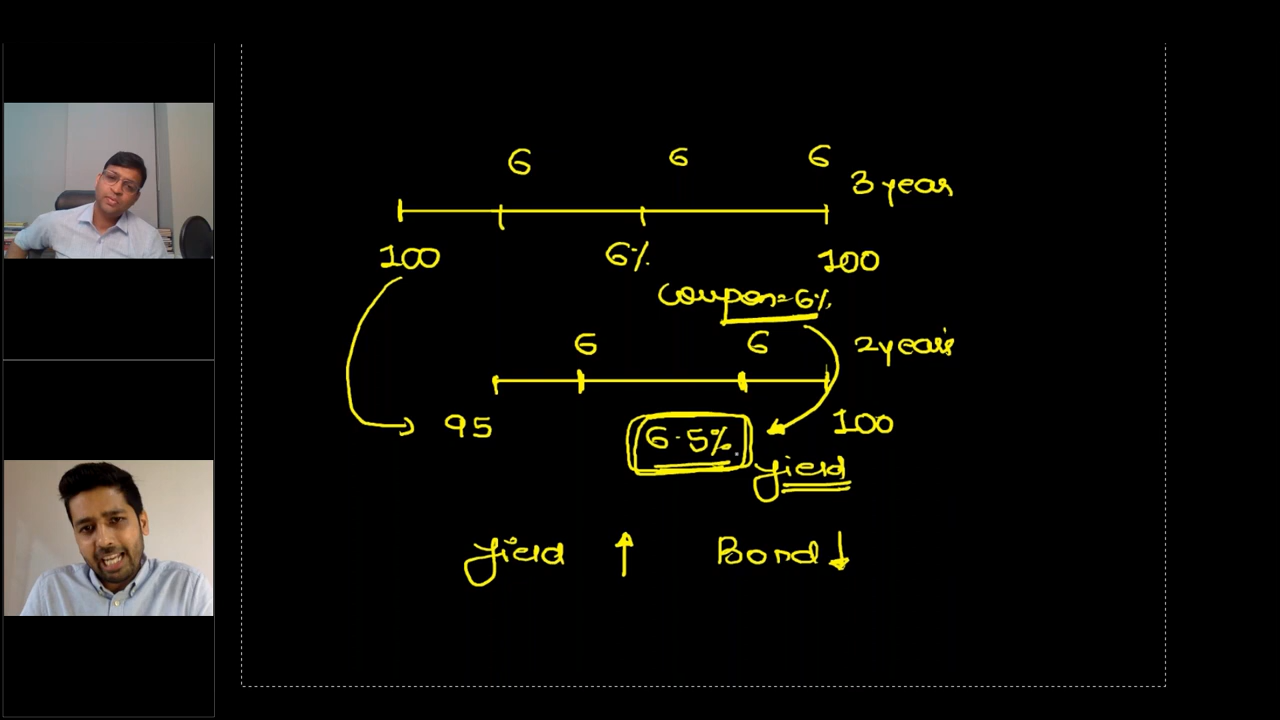 6 6 6
3 year
100 6% 100
coupon=6%
6 6 2 years
95 6.5% 100
yield
yield ↑ Bond ↓